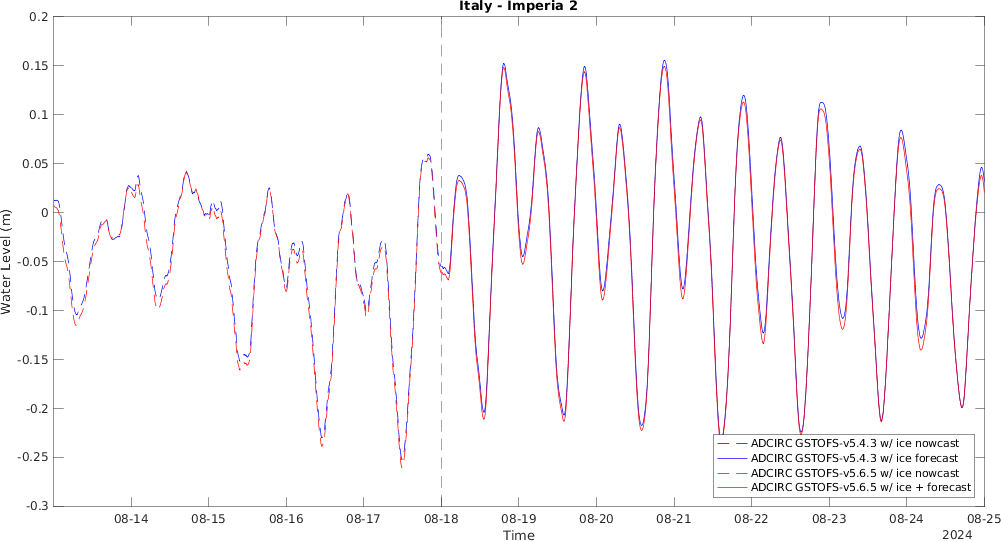 Italy - Imperia 2
0.2
0.15
0.1
0.05
0
-0.05
-0.1
-0.15
-0.2
-0.25
-0.3
Water Level (m)
ADCIRC GSTOFS-v5.4.3 w/ ice nowcast
ADCIRC GSTOFS-v5.4.3 w/ ice forecast
ADCIRC GSTOFS-v5.6.5 w/ ice nowcast
ADCIRC GSTOFS-v5.6.5 w/ ice + forecast
08-14 08-15 08-16 08-17 08-18 08-19 08-20 08-21 08-22 08-23 08-24 08-25
Time
2024